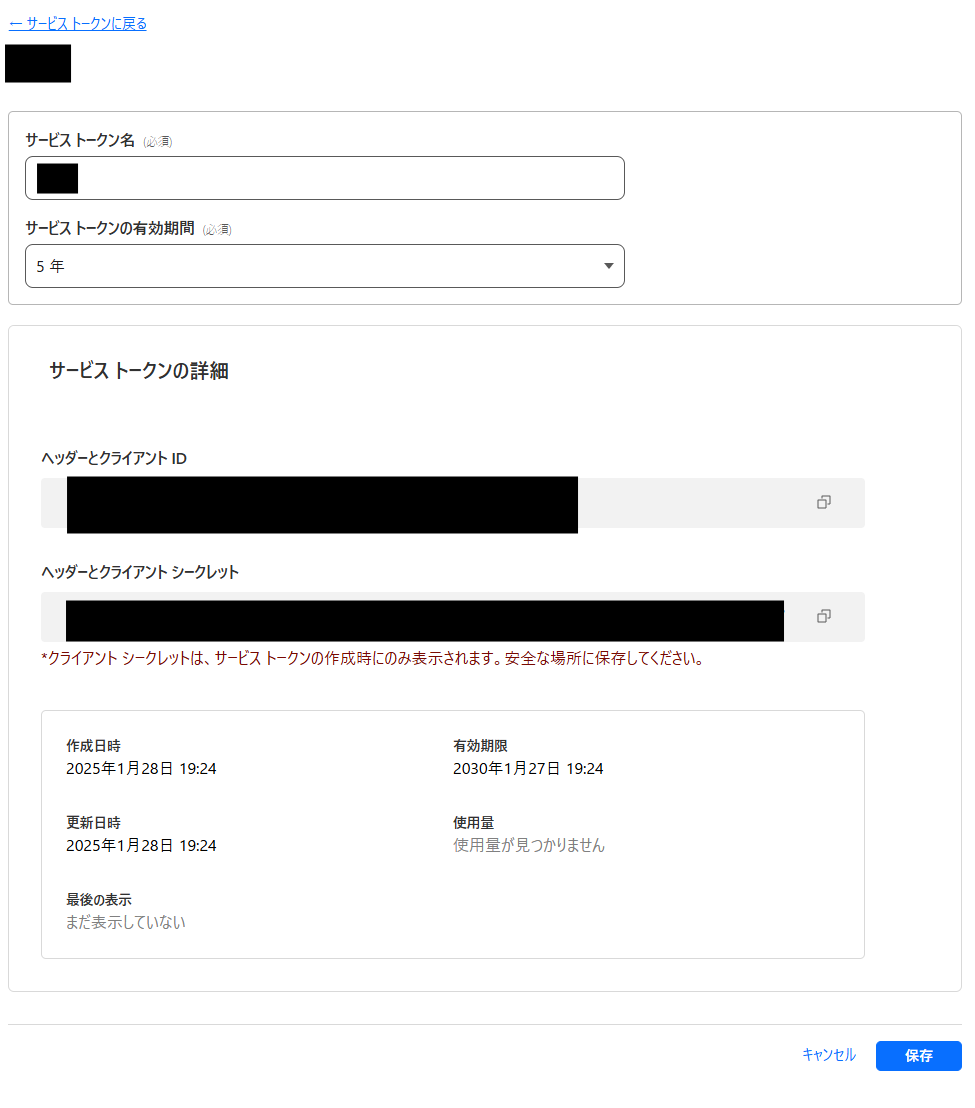 ← サービス トークンに戻る
サービス トークン名 (必須)
サービス トークンの有効期間 (必須)
5 年
サービス トークンの詳細
ヘッダーとクライアント ID
ヘッダーとクライアント シークレット
*クライアント シークレットは、サービス トークンの作成時にのみ表示されます。安全な場所に保存してください。
作成日時
2025年1月28日 19:24
有効期限
2030年1月27日 19:24
更新日時
2025年1月28日 19:24
使用量
使用量が見つかりません
最後の表示
まだ表示していない
キャンセル
保存